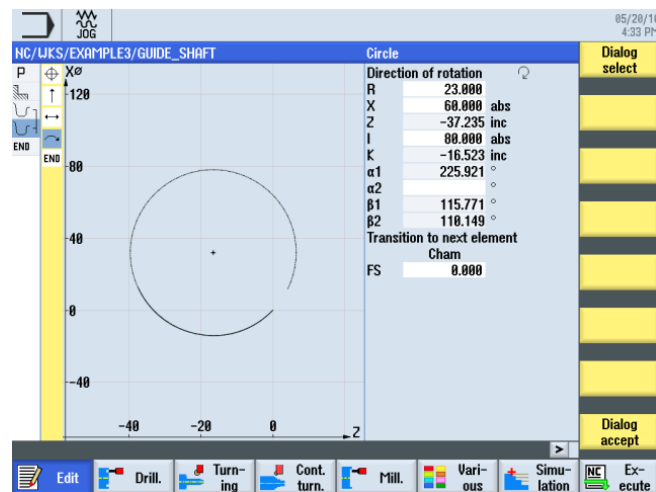 JOG
05/20/10
4:33 PM
NC/WKS/EXAMPLE3/GUIDE_SHAFT
Circle
Dialog
select
P
END
END
XØ
120
80
40
0
-40
-40
-20
0
Z
Direction of rotation
R 23.000
X 60.000 abs
Z -37.235 inc
I 80.000 abs
K -16.523 inc
α1 225.921 °
α2 °
β1 115.771 °
β2 110.149 °
Transition to next element
Cham
FS 0.000
Dialog
accept
>
Edit
Drill.
Turn-
ing
Cont.
turn.
Mill.
Vari-
ous
Simu-
lation
NC
Ex-
ecute